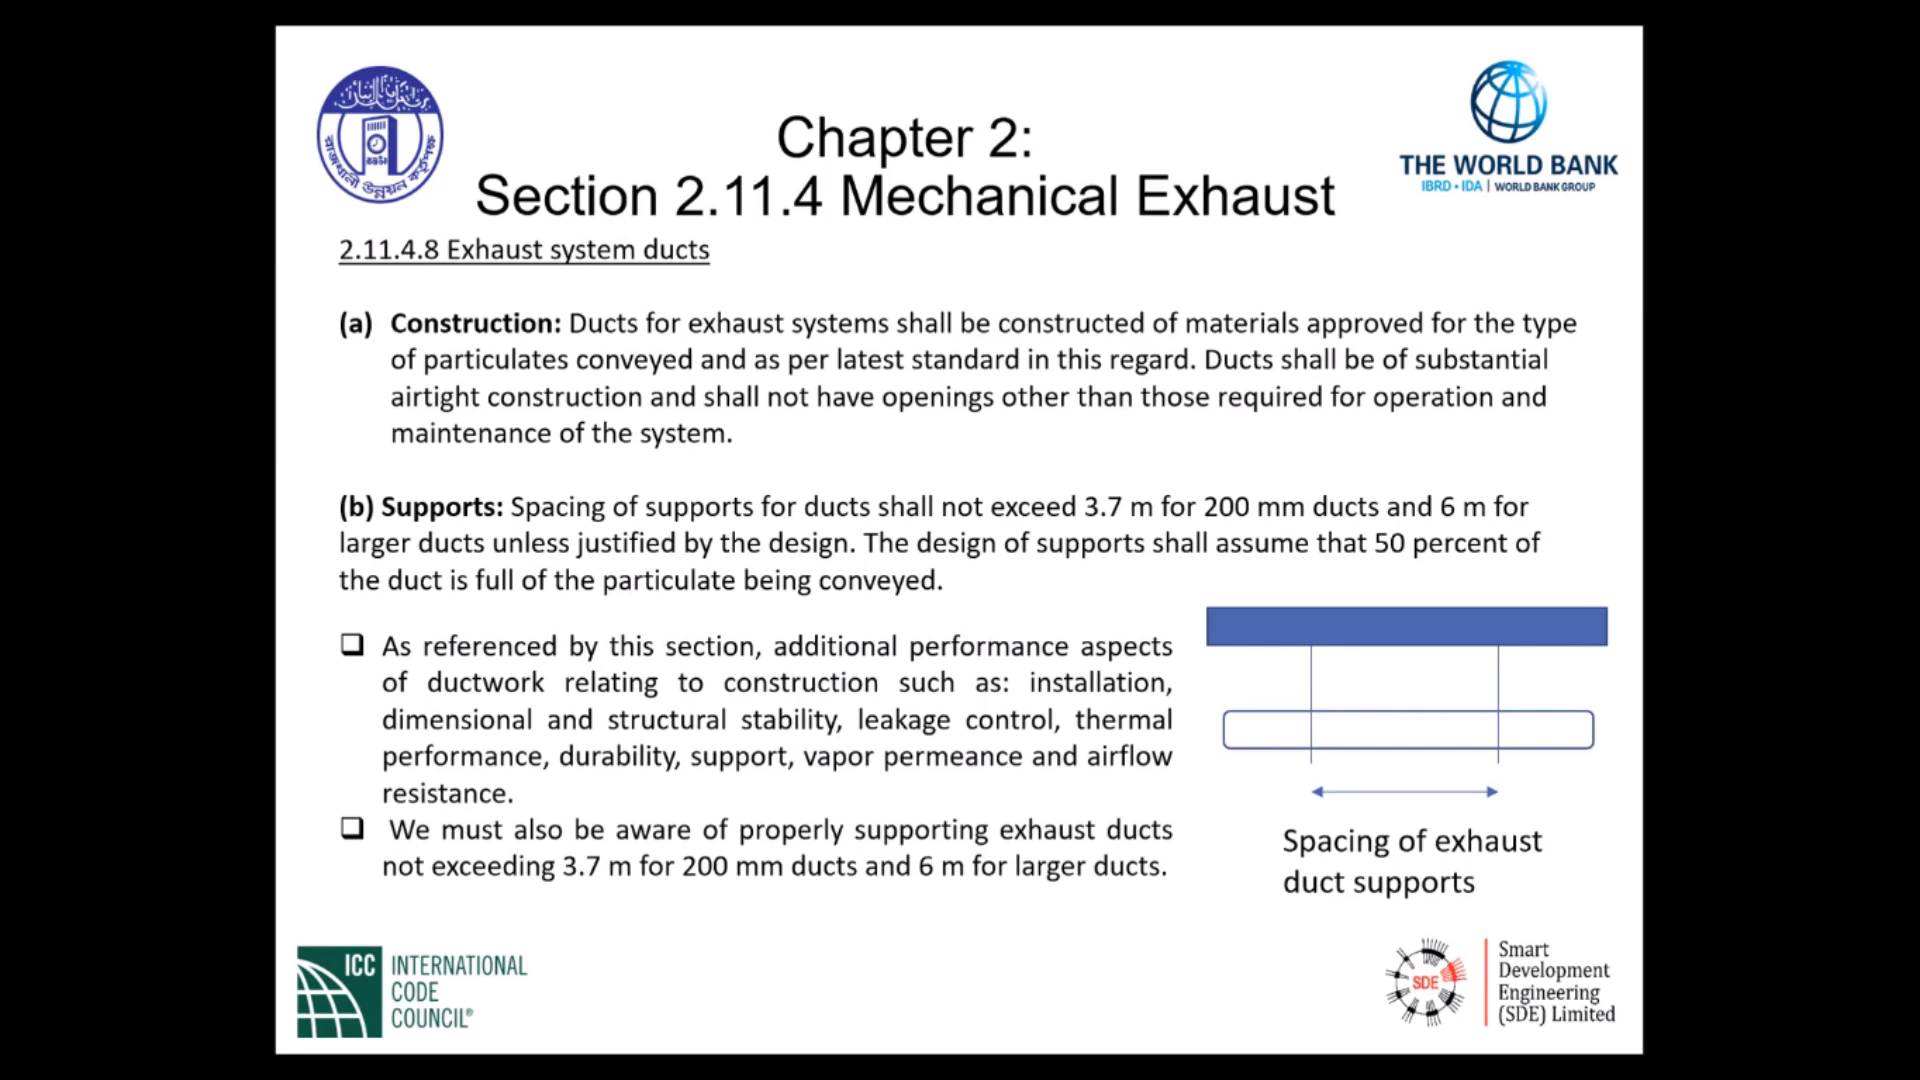 Chapter 2:
Section 2.11.4 Mechanical Exhaust
THE WORLD BANK
IBRD • IDA | WORLD BANK GROUP
রাজধানী উন্নয়ন কর্তৃপক্ষ
2.11.4.8 Exhaust system ducts
(a) Construction: Ducts for exhaust systems shall be constructed of materials approved for the type
of particulates conveyed and as per latest standard in this regard. Ducts shall be of substantial
airtight construction and shall not have openings other than those required for operation and
maintenance of the system.
(b) Supports: Spacing of supports for ducts shall not exceed 3.7 m for 200 mm ducts and 6 m for
larger ducts unless justified by the design. The design of supports shall assume that 50 percent of
the duct is full of the particulate being conveyed.
❑ As referenced by this section, additional performance aspects
of ductwork relating to construction such as: installation,
dimensional and structural stability, leakage control, thermal
performance, durability, support, vapor permeance and airflow
resistance.
❑ We must also be aware of properly supporting exhaust ducts
not exceeding 3.7 m for 200 mm ducts and 6 m for larger ducts.
Spacing of exhaust
duct supports
ICC INTERNATIONAL
CODE
COUNCIL®
SDE
Smart
Development
Engineering
(SDE) Limited